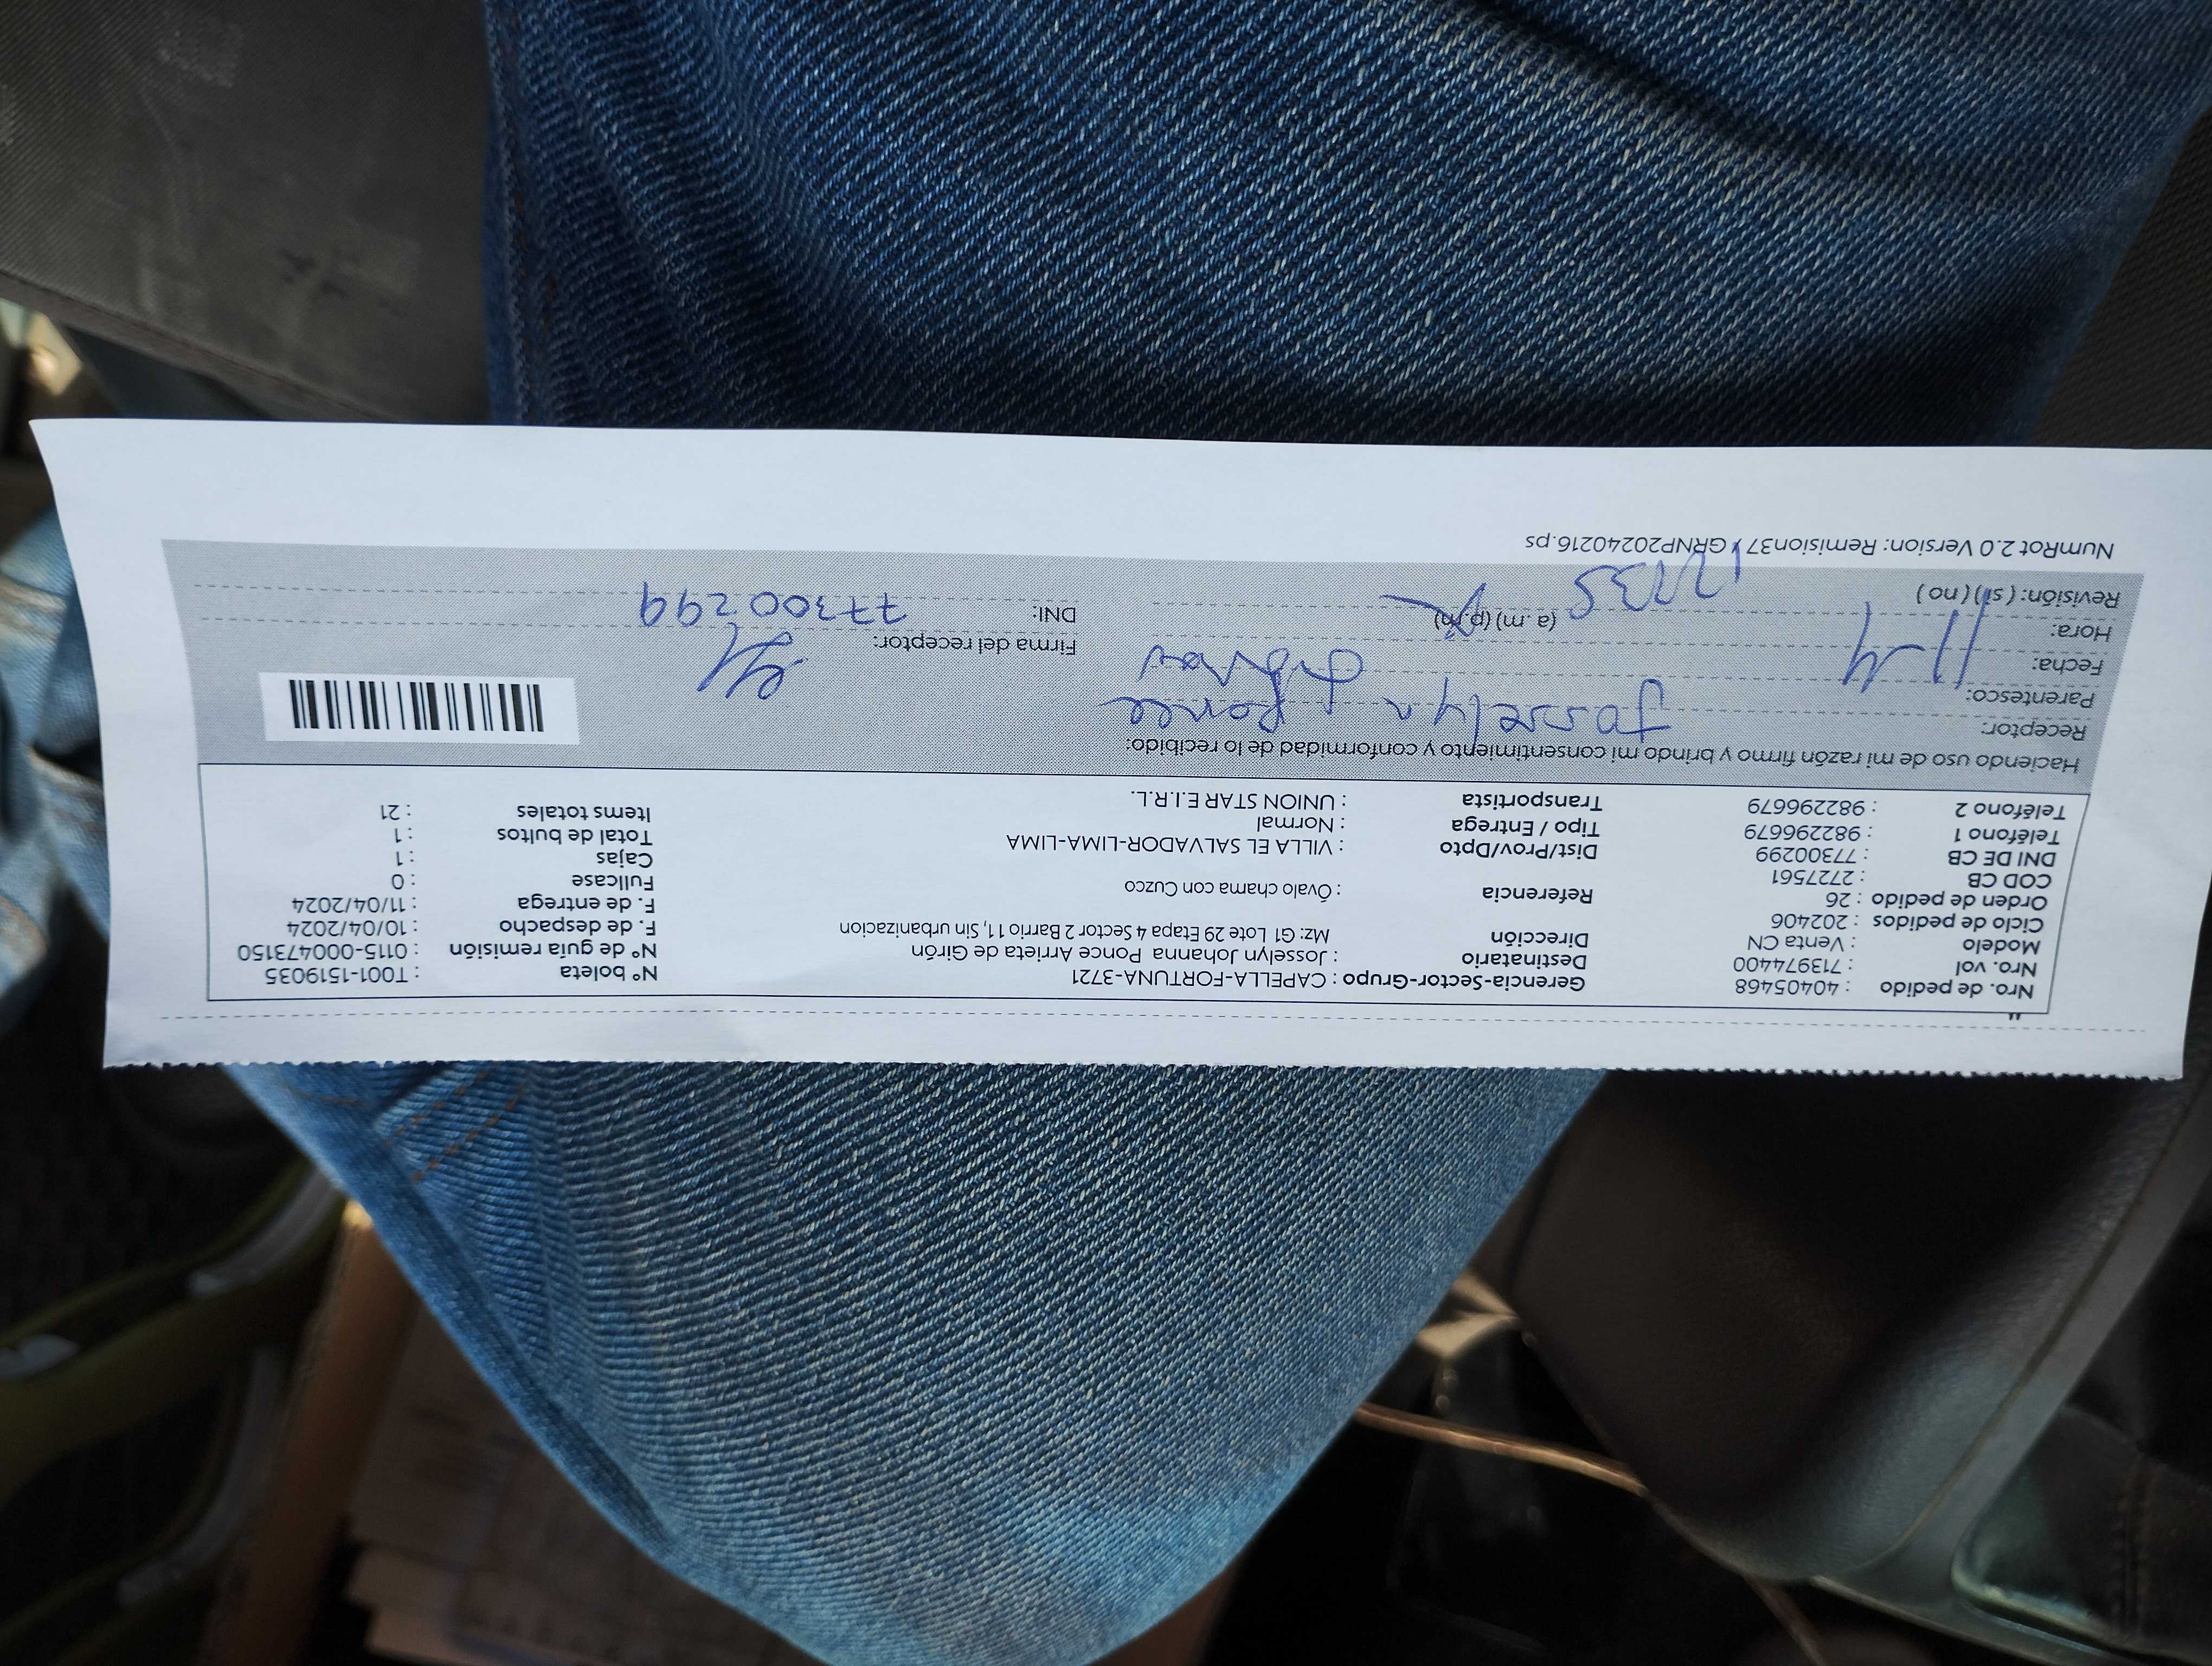 Nro. de pedido : 40405468 Gerencia-Sector-Grupo : CAPELLA-FORTUNA-3721 N° boleta : T001-1519035
Nro. vol : 713974400 Destinatario : Josselyn Johanna Ponce Arrieta de Girón N° de guía remisión : 0115-000473150
Modelo : Venta CN Dirección Mz: G1 Lote 29 Etapa 4 Sector 2 Barrio 11, Sin urbanizacion F. de despacho : 10/04/2024
Ciclo de pedidos : 202406 F. de entrega : 11/04/2024
Orden de pedido : 26 Referencia : Óvalo chama con Cuzco Fullcase : 0
COD CB : 2727561 Cajas : 1
DNI DE CB : 77300299 Dist/Prov/Dpto : VILLA EL SALVADOR-LIMA-LIMA Total de bultos : 1
Teléfono 1 : 982296679 Tipo / Entrega : Normal Items totales : 21
Teléfono 2 : 982296679 Transportista : UNION STAR E.I.R.L.
Haciendo uso de mi razón firmo y brindo mi consentimiento y conformidad de lo recibido:
Receptor: Josselyn Ponce
Parentesco:
Fecha: 11-4 Firma del receptor:
Hora: (a.m) (p.m) DNI: 77300299
Revisión: (si) (no)
NumRot 2.0 Version: Remision37 / GRNP20240216.ps